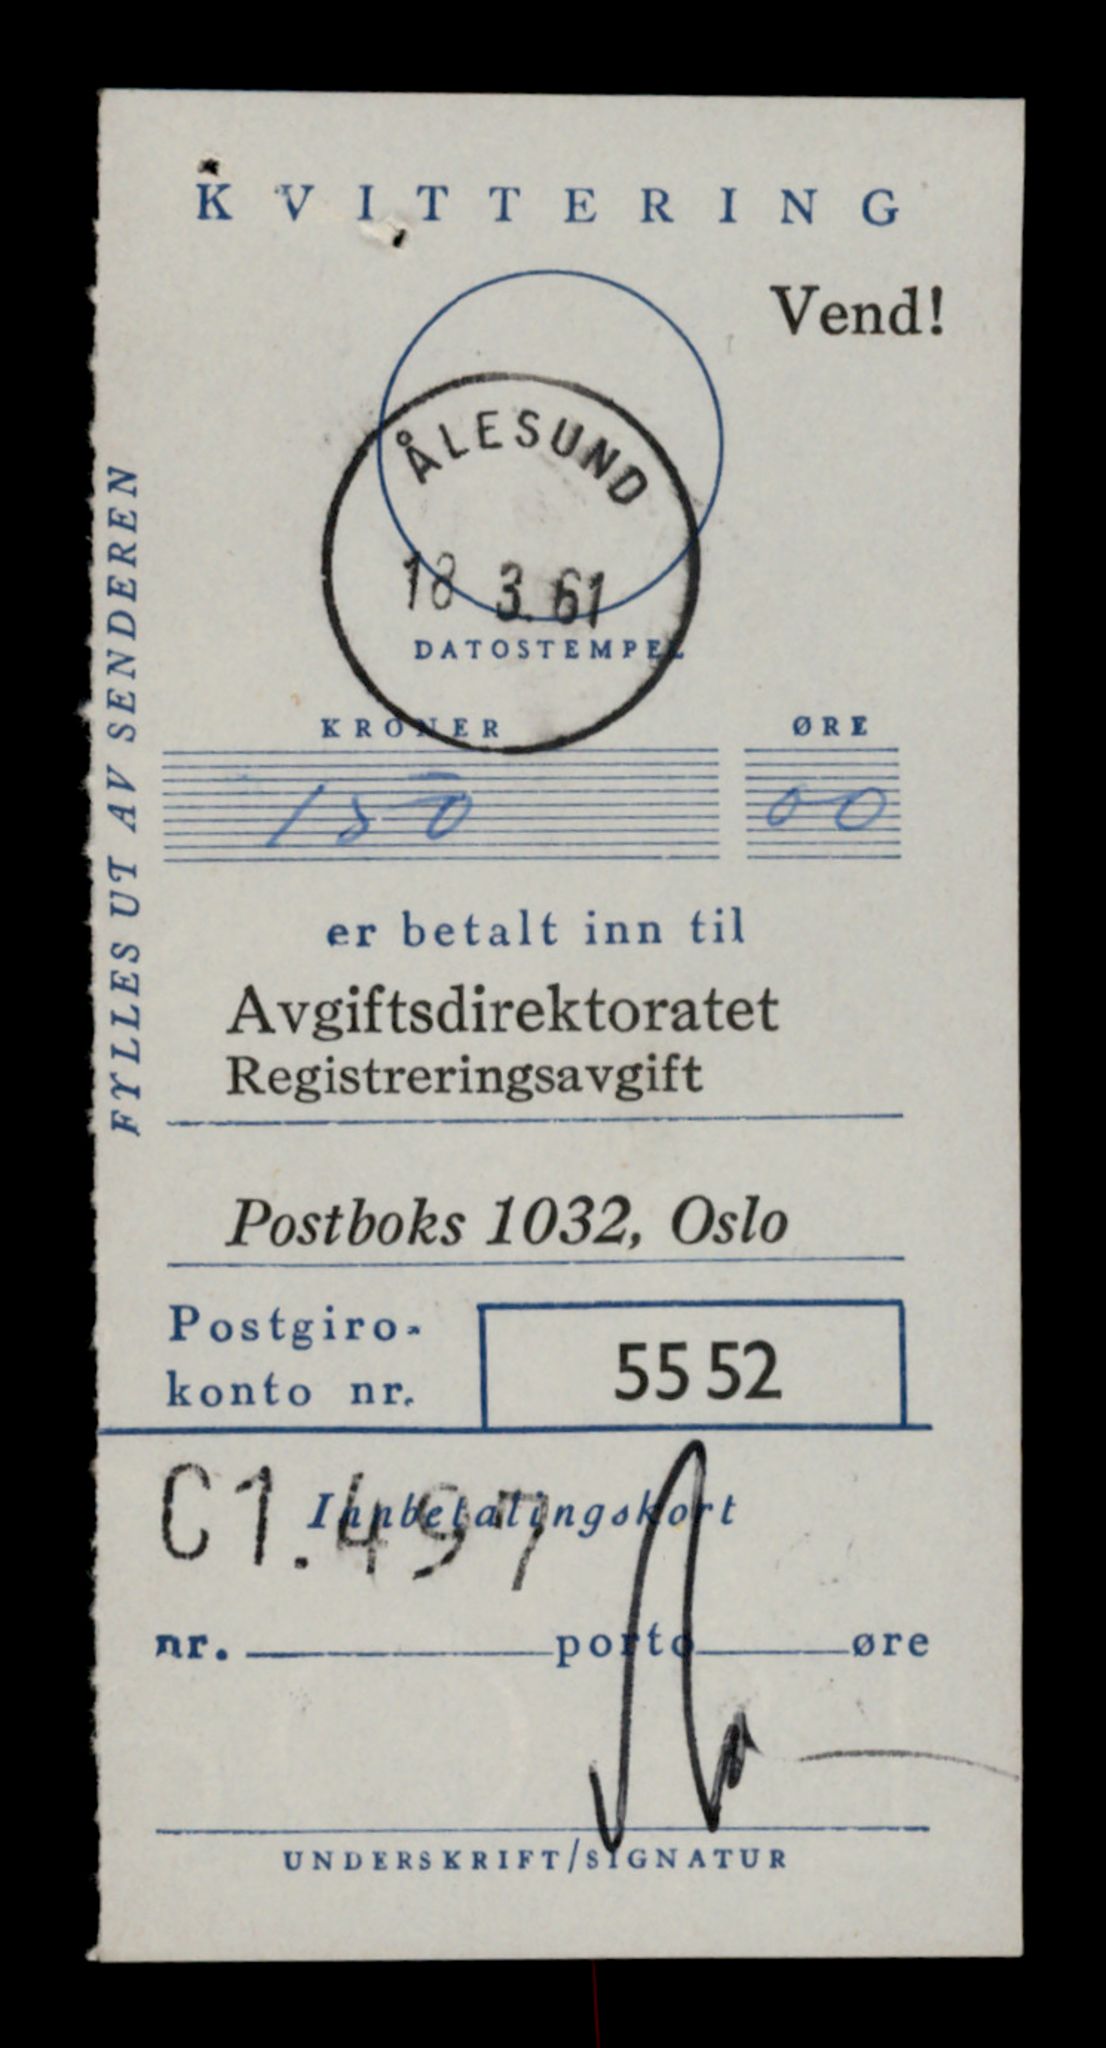 KVITTERING
Vend!
ÅLESUND
18 3. 61
DATOSTEMPEL
FYLLES UT AV SENDEREN
KRONER ØRE
150 00
er betalt inn til
Avgiftsdirektoratet
Registreringsavgift
Postboks 1032, Oslo
Postgiro-
konto nr.
55 52
C1.497
Innbetalingskort
nr. porto øre
UNDERSKRIFT/SIGNATUR